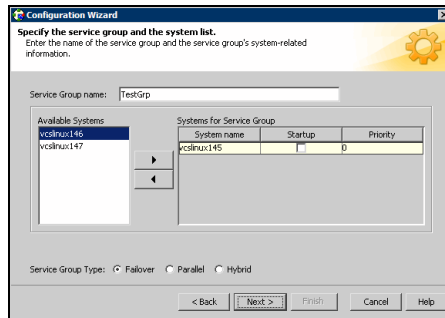 Configuration Wizard
Specify the service group and the system list.
Enter the name of the service group and the service group's system-related
information.
Service Group name: TestGrp
Available Systems
vcslinux146
vcslinux147
Systems for Service Group
System name Startup Priority
vcslinux145 0
Service Group Type: Failover Parallel Hybrid
< Back Next > Finish Cancel Help